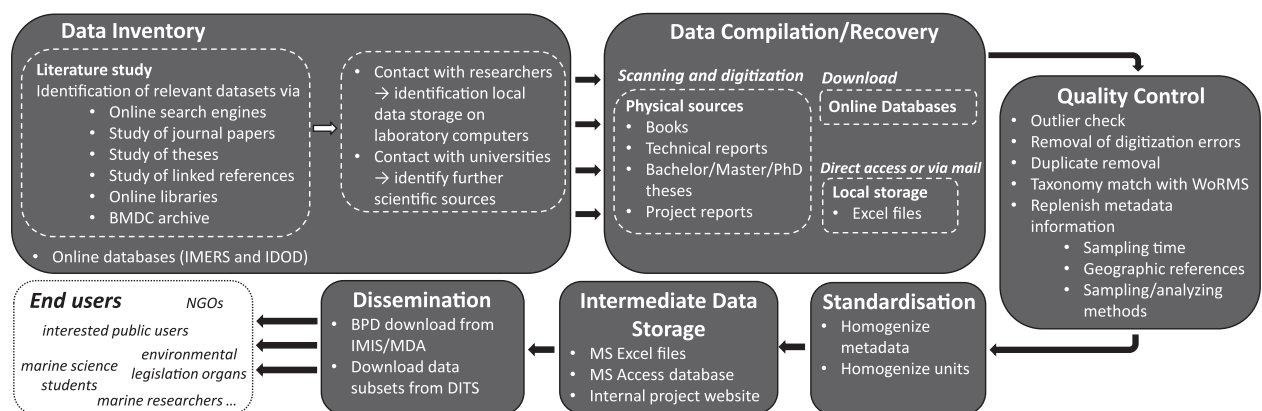 Data Inventory
Literature study
Identification of relevant datasets via
• Online search engines
• Study of journal papers
• Study of theses
• Study of linked references
• Online libraries
• BMDC archive
• Online databases (IMERS and IDOD)
• Contact with researchers
→ identification local
data storage on
laboratory computers
• Contact with universities
→ identify further
scientific sources
Data Compilation/Recovery
Scanning and digitization
Physical sources
• Books
• Technical reports
• Bachelor/Master/PhD
theses
• Project reports
Download
Online Databases
Direct access or via mail
Local storage
• Excel files
Quality Control
• Outlier check
• Removal of digitization errors
• Duplicate removal
• Taxonomy match with WoRMS
• Replenish metadata
information
• Sampling time
• Geographic references
• Sampling/analyzing
methods
Standardisation
• Homogenize
metadata
• Homogenize units
Intermediate Data
Storage
• MS Excel files
• MS Access database
• Internal project website
Dissemination
• BPD download from
IMIS/MDA
• Download data
subsets from DITS
End users
NGOs
interested public users
environmental
legislation organs
marine science
students
marine researchers ...